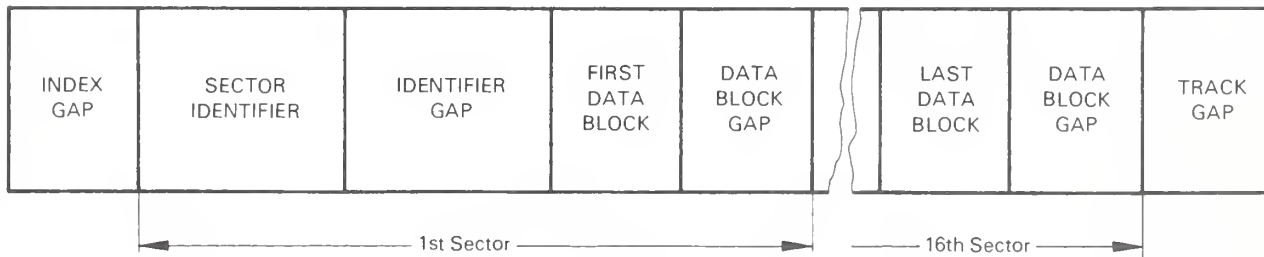 INDEX
GAP
SECTOR
IDENTIFIER
IDENTIFIER
GAP
FIRST
DATA
BLOCK
DATA
BLOCK
GAP
LAST
DATA
BLOCK
DATA
BLOCK
GAP
TRACK
GAP
1st Sector
16th Sector